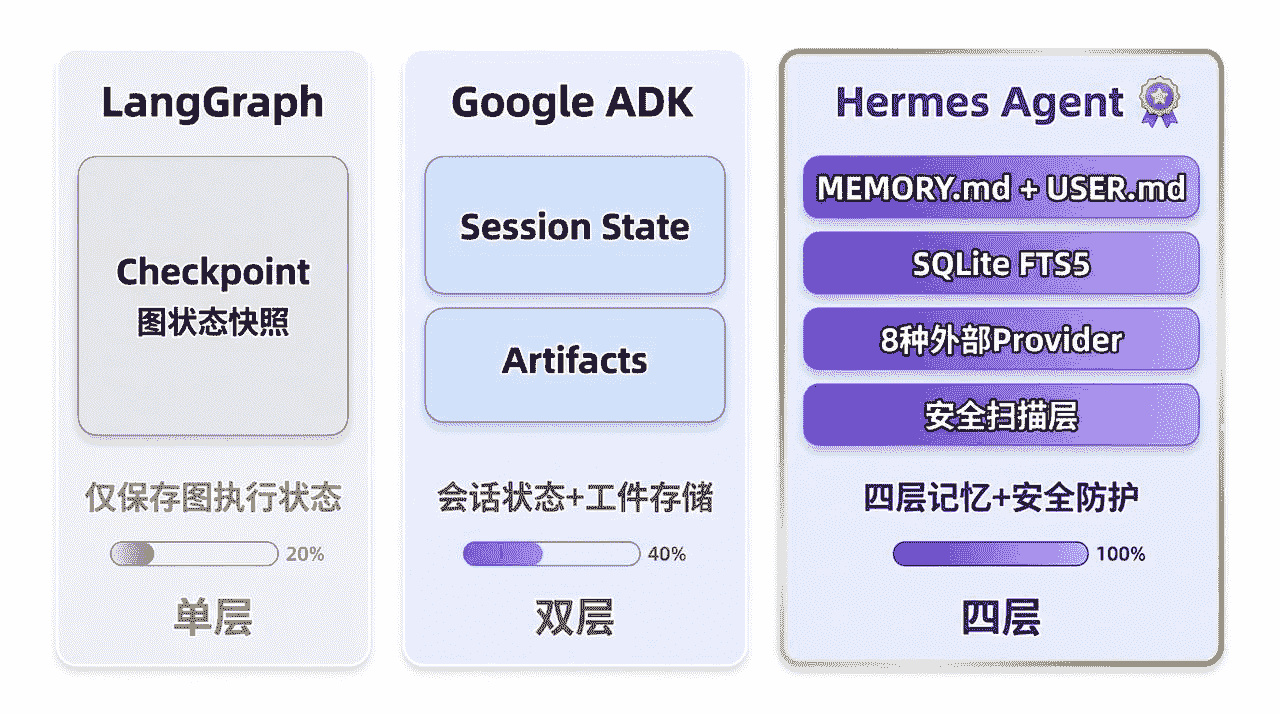 LangGraph
Checkpoint
图状态快照
仅保存图执行状态
20%
单层
Google ADK
Session State
Artifacts
会话状态+工件存储
40%
双层
Hermes Agent
MEMORY.md + USER.md
SQLite FTS5
8种外部Provider
安全扫描层
四层记忆+安全防护
100%
四层